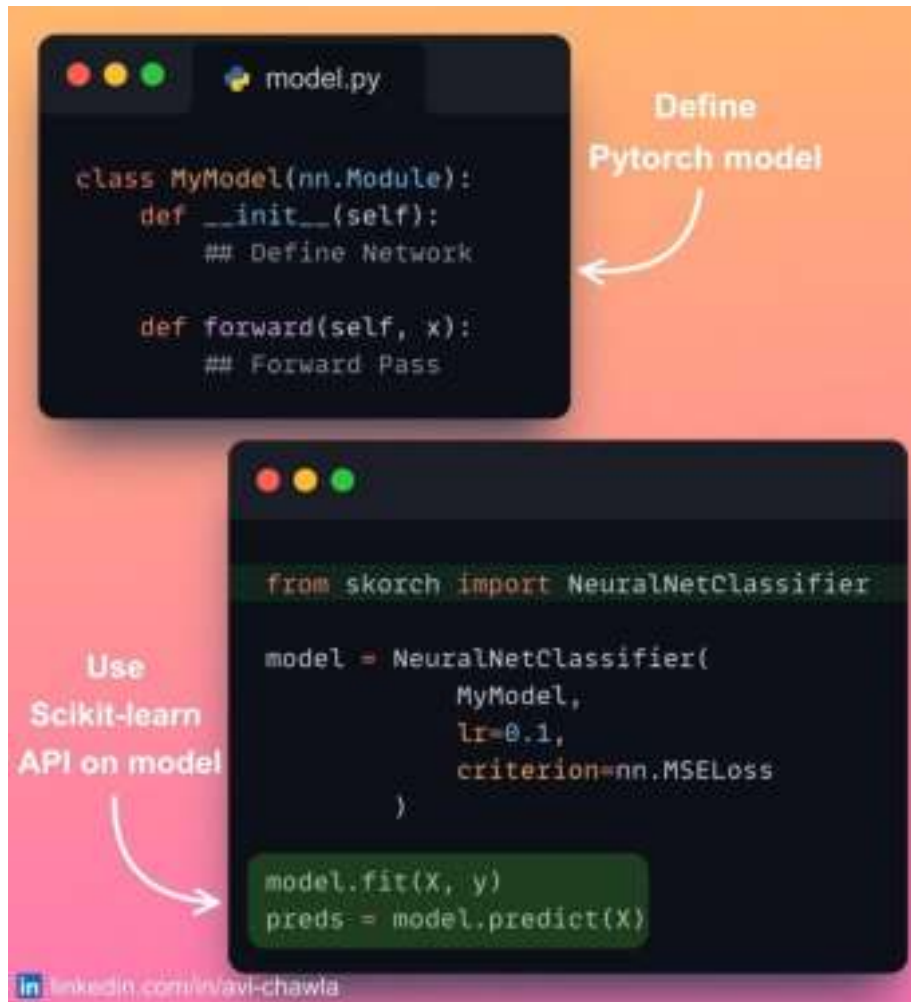 model.py
Define
Pytorch model
class MyModel(nn.Module):
    def __init__(self):
        ## Define Network
    def forward(self, x):
        ## Forward Pass
from skorch import NeuralNetClassifier
model = NeuralNetClassifier(
            MyModel,
            lr=0.1,
            criterion=nn.MSELoss
        )
Use
Scikit-learn
API on model
model.fit(X, y)
preds = model.predict(X)
in linkedin.com/in/avi-chawla